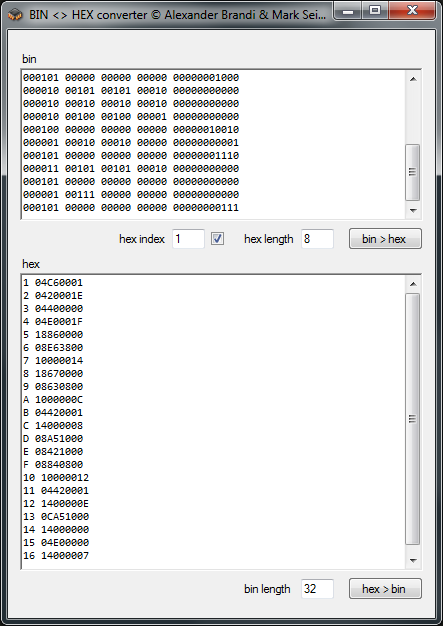 BIN <> HEX converter © Alexander Brandi & Mark Sei...
bin
000101 00000 00000 00000 00000001000
000010 00101 00101 00010 00000000000
000010 00010 00010 00010 00000000000
000010 00100 00100 00001 00000000000
000100 00000 00000 00000 00000010010
000001 00010 00010 00000 00000000001
000101 00000 00000 00000 00000001110
000011 00101 00101 00010 00000000000
000101 00000 00000 00000 00000000000
000001 00111 00000 00000 00000000000
000101 00000 00000 00000 00000000111
hex index 1 hex length 8 bin > hex
hex
1 04C60001
2 0420001E
3 04400000
4 04E0001F
5 18860000
6 08E63800
7 10000014
8 18670000
9 08630800
A 1000000C
B 04420001
C 14000008
D 08A51000
E 08421000
F 08840800
10 10000012
11 04420001
12 1400000E
13 0CA51000
14 14000000
15 04E00000
16 14000007
bin length 32 hex > bin